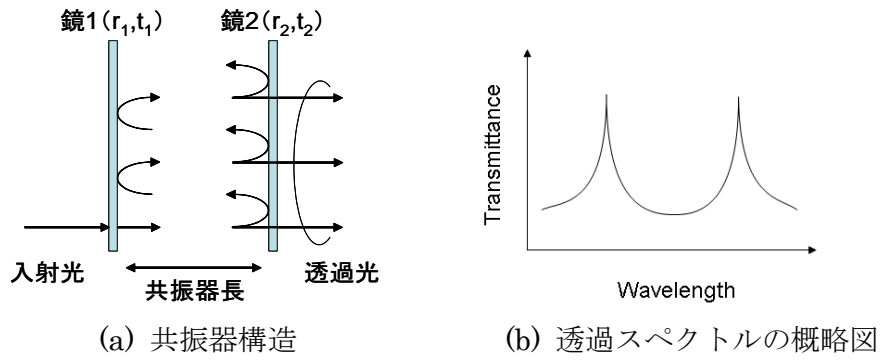 鏡1(r₁,t₁)
鏡2(r₂,t₂)
入射光
共振器長
透過光
(a) 共振器構造
Transmittance
Wavelength
(b) 透過スペクトルの概略図